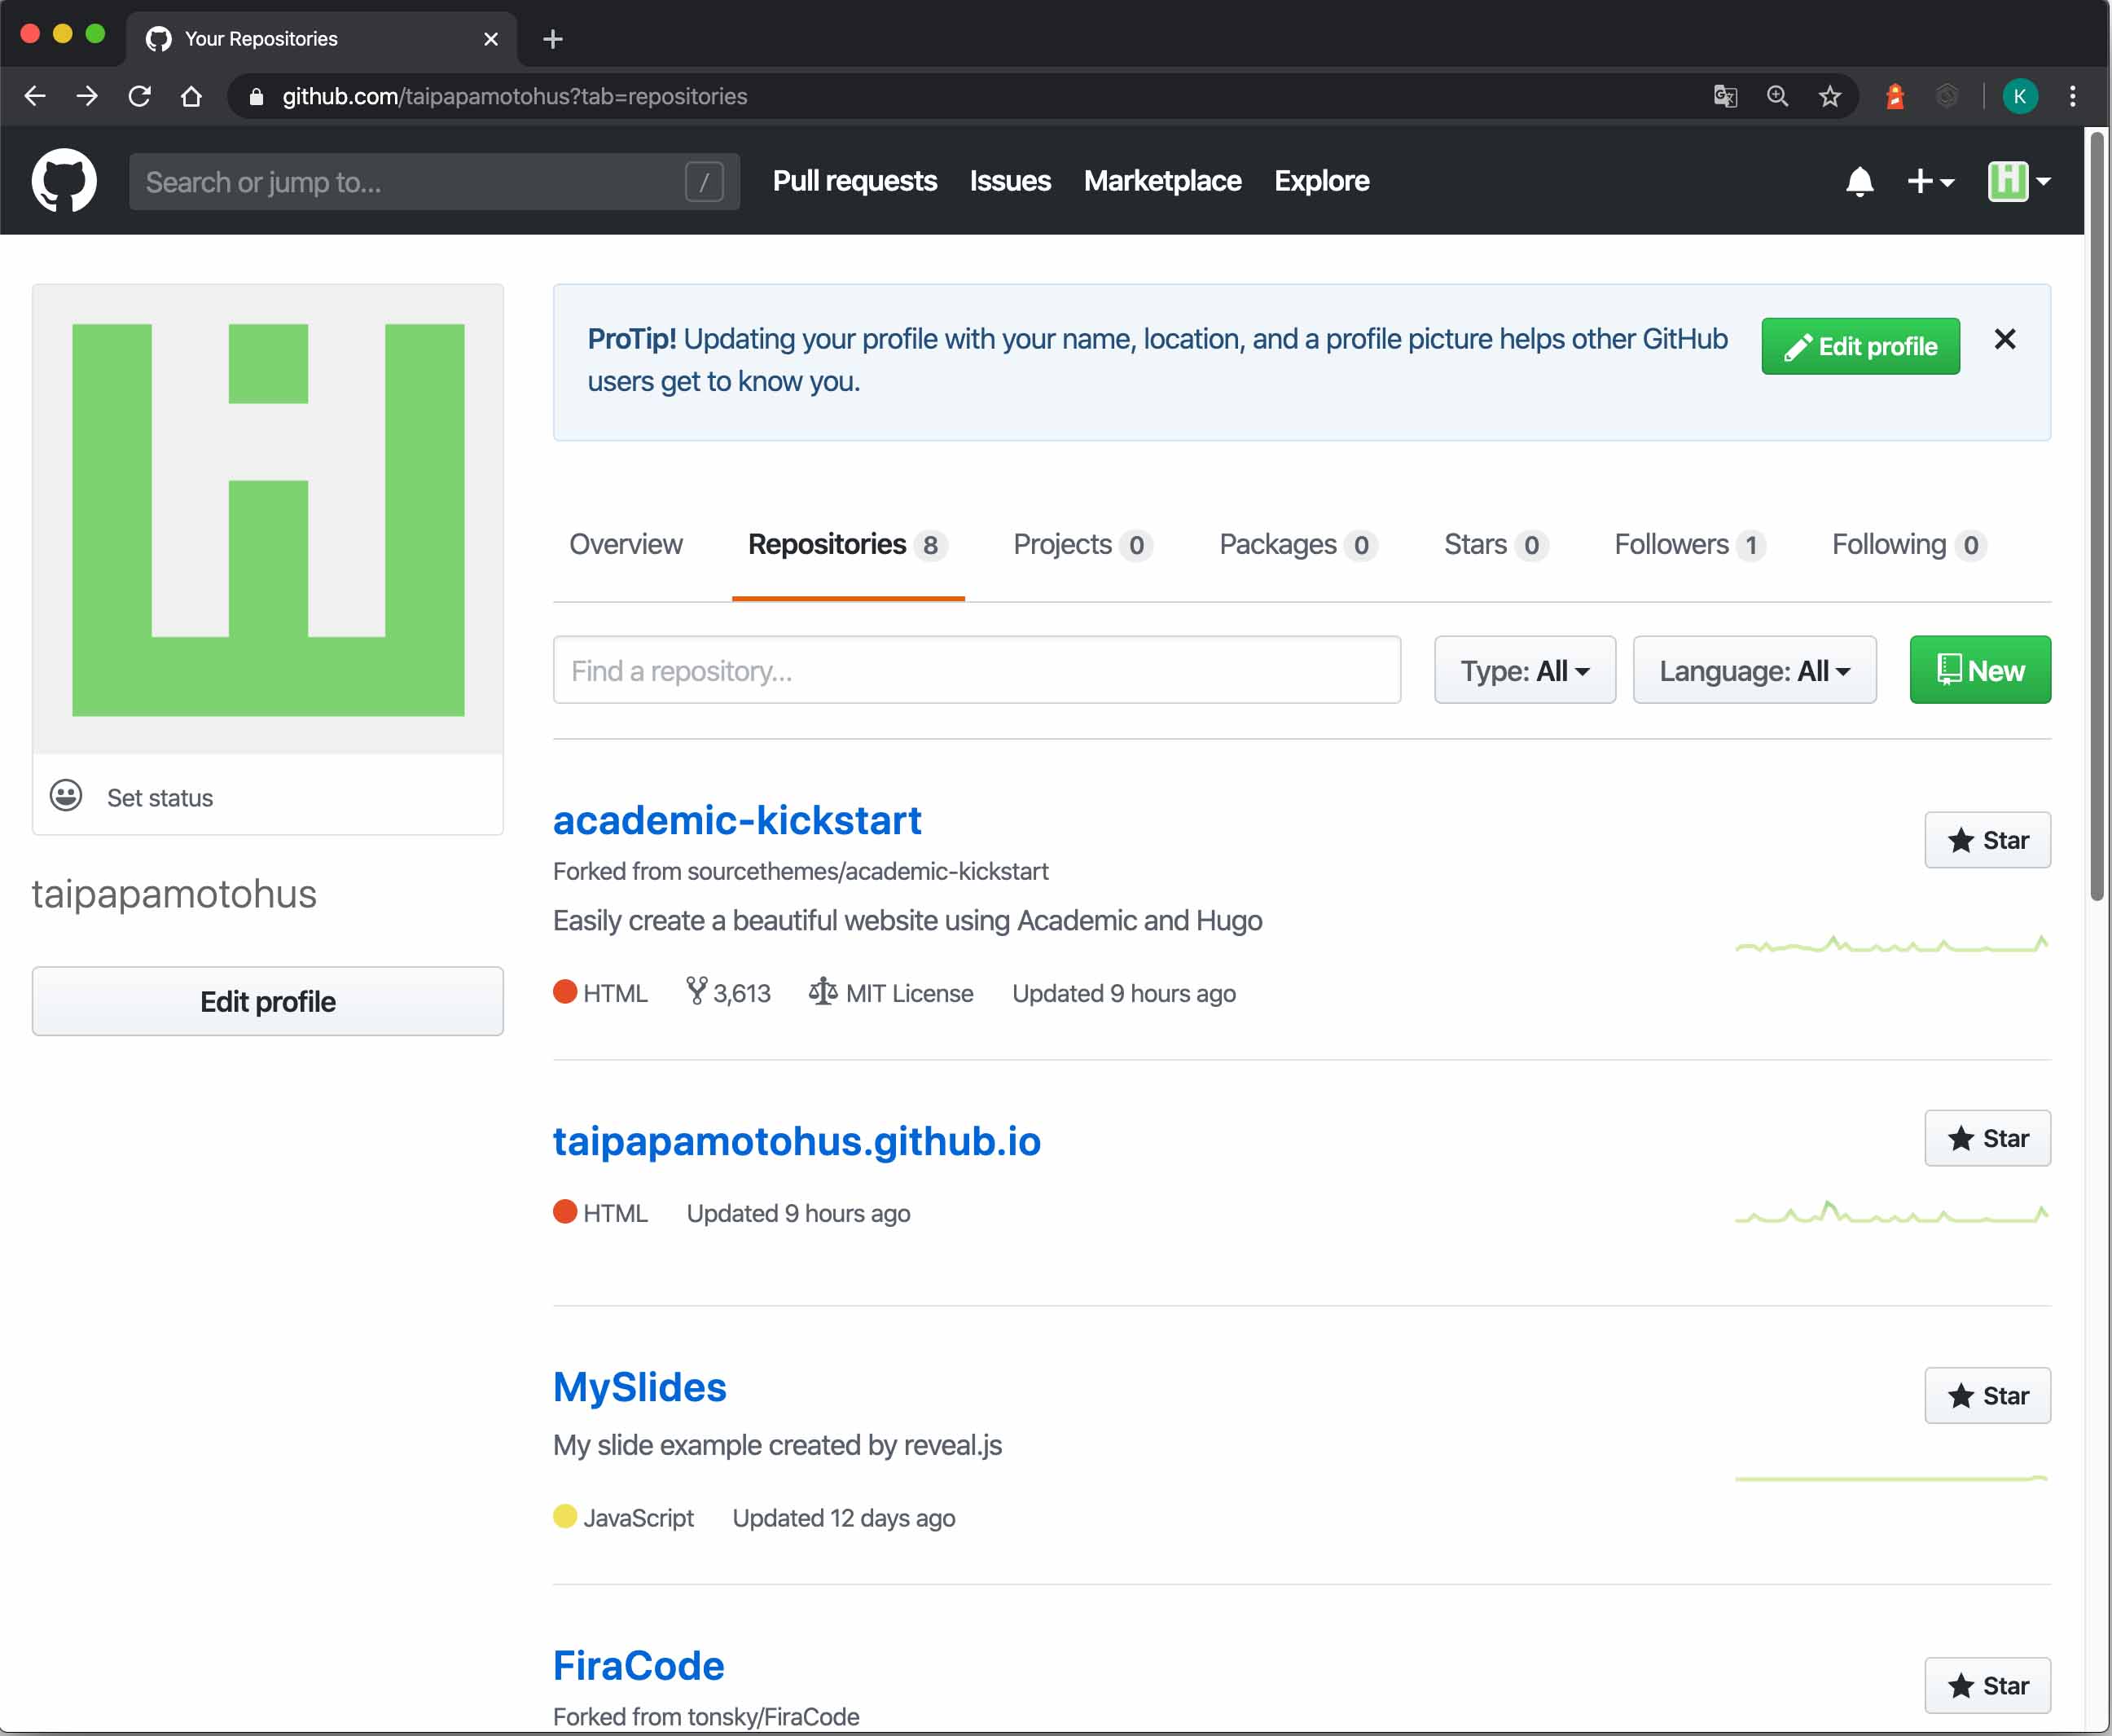 Your Repositories
github.com/taipapamotohus?tab=repositories
K
Search or jump to...
/
Pull requests
Issues
Marketplace
Explore
ProTip! Updating your profile with your name, location, and a profile picture helps other GitHub
users get to know you.
Edit profile
Overview
Repositories 8
Projects 0
Packages 0
Stars 0
Followers 1
Following 0
Find a repository...
Type: All
Language: All
New
Set status
taipapamotohus
Edit profile
academic-kickstart
Star
Forked from sourcethemes/academic-kickstart
Easily create a beautiful website using Academic and Hugo
HTML 3,613 MIT License Updated 9 hours ago
taipapamotohus.github.io
Star
HTML Updated 9 hours ago
MySlides
Star
My slide example created by reveal.js
JavaScript Updated 12 days ago
FiraCode
Star
Forked from tonsky/FiraCode